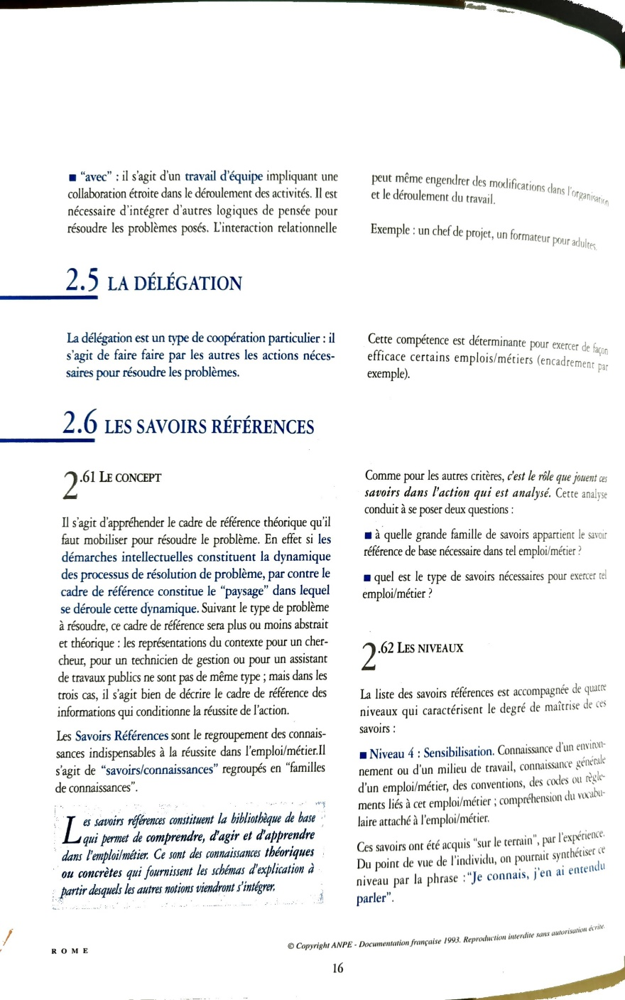 ■ “avec” : il s’agit d’un travail d’équipe impliquant une
collaboration étroite dans le déroulement des activités. Il est
nécessaire d’intégrer d’autres logiques de pensée pour
résoudre les problèmes posés. L’interaction relationnelle
peut même engendrer des modifications dans l’organisation
et le déroulement du travail.
Exemple : un chef de projet, un formateur pour adultes.
2.5 LA DÉLÉGATION
La délégation est un type de coopération particulier : il
s’agit de faire faire par les autres les actions néces-
saires pour résoudre les problèmes.
Cette compétence est déterminante pour exercer de façon
efficace certains emplois/métiers (encadrement par
exemple).
2.6 LES SAVOIRS RÉFÉRENCES
2.61 LE CONCEPT
Il s’agit d’appréhender le cadre de référence théorique qu’il
faut mobiliser pour résoudre le problème. En effet si les
démarches intellectuelles constituent la dynamique
des processus de résolution de problème, par contre le
cadre de référence constitue le “paysage” dans lequel
se déroule cette dynamique. Suivant le type de problème
à résoudre, ce cadre de référence sera plus ou moins abstrait
et théorique : les représentations du contexte pour un cher-
cheur, pour un technicien de gestion ou pour un assistant
de travaux publics ne sont pas de même type ; mais dans les
trois cas, il s’agit bien de décrire le cadre de référence des
informations qui conditionne la réussite de l’action.
Les Savoirs Références sont le regroupement des connais-
sances indispensables à la réussite dans l’emploi/métier.Il
s’agit de “savoirs/connaissances” regroupés en “familles
de connaissances”.
Les savoirs références constituent la bibliothèque de base
qui permet de comprendre, d’agir et d’apprendre
dans l’emploi/métier. Ce sont des connaissances théoriques
ou concrètes qui fournissent les schémas d’explication à
partir desquels les autres notions viendront s’intégrer.
Comme pour les autres critères, c’est le rôle que jouent ces
savoirs dans l’action qui est analysé. Cette analyse
conduit à se poser deux questions :
■ à quelle grande famille de savoirs appartient le savoir
référence de base nécessaire dans tel emploi/métier ?
■ quel est le type de savoirs nécessaires pour exercer tel
emploi/métier ?
2.62 LES NIVEAUX
La liste des savoirs références est accompagnée de quatre
niveaux qui caractérisent le degré de maîtrise de ces
savoirs :
■ Niveau 4 : Sensibilisation. Connaissance d’un environ-
nement ou d’un milieu de travail, connaissance générale
d’un emploi/métier, des conventions, des codes ou règle-
ments liés à cet emploi/métier ; compréhension du vocabu-
laire attaché à l’emploi/métier.
Ces savoirs ont été acquis “sur le terrain”, par l’expérience.
Du point de vue de l’individu, on pourrait synthétiser ce
niveau par la phrase :“Je connais, j’en ai entendu
parler”.
ROME
© Copyright ANPE - Documentation française 1993. Reproduction interdite sans autorisation écrite.
16